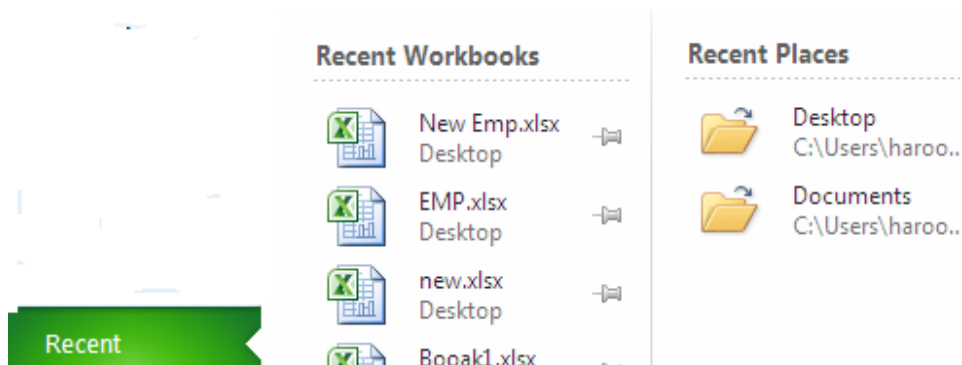 Recent Workbooks
New Emp.xlsx
Desktop
EMP.xlsx
Desktop
new.xlsx
Desktop
Booak1.xlsx
Recent Places
Desktop
C:\Users\haroo...
Documents
C:\Users\haroo...
Recent